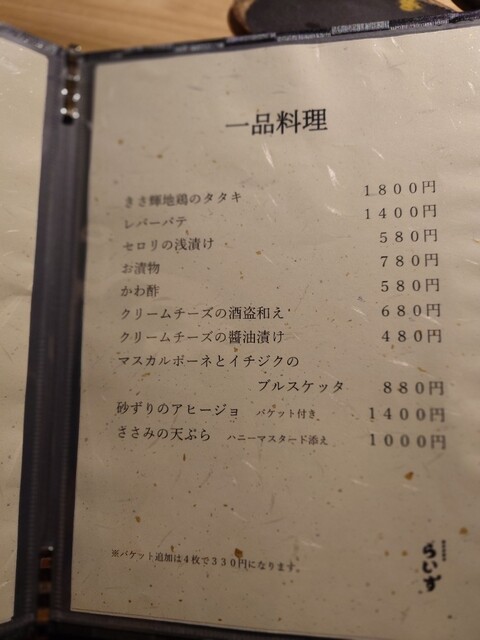 一品料理
きさ輝地鶏のタタキ 1800円
レバーパテ 1400円
セロリの浅漬け 580円
お漬物 780円
かわ酢 580円
クリームチーズの酒盗和え 680円
クリームチーズの醬油漬け 480円
マスカルポーネとイチジクの
ブルスケッタ 880円
砂ずりのアヒージョ バケット付き 1400円
ささみの天ぷら ハニーマスタード添え 1000円
※バケット追加は4枚で330円になります。
らいず